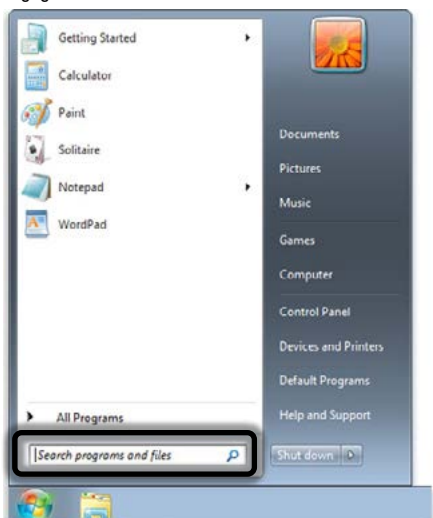 Getting Started
Calculator
Paint
Solitaire
Notepad
WordPad
All Programs
Search programs and files
Documents
Pictures
Music
Games
Computer
Control Panel
Devices and Printers
Default Programs
Help and Support
Shut down